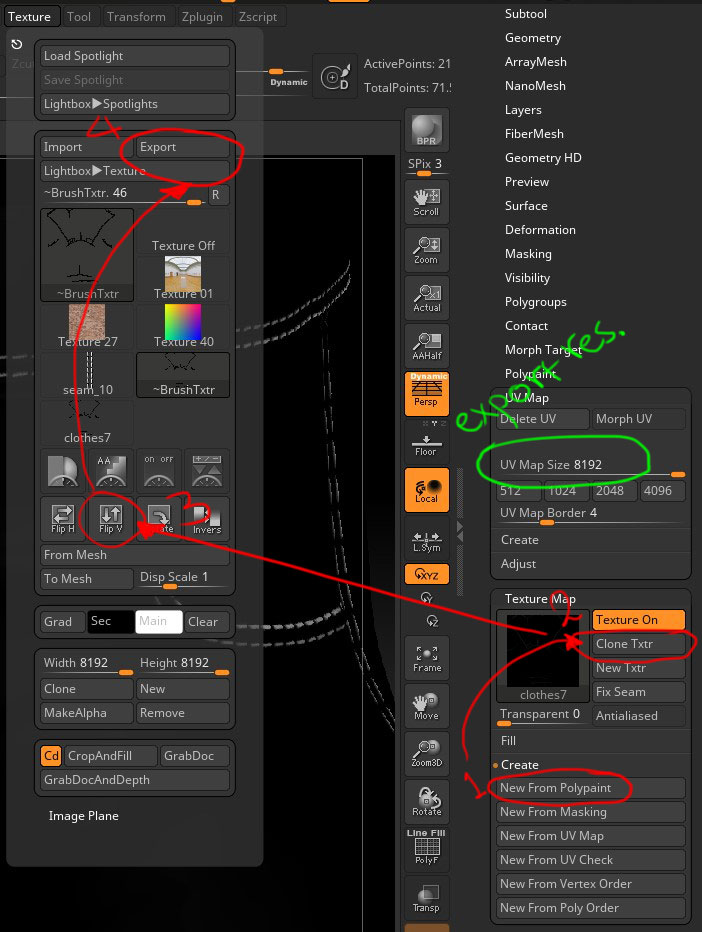 Texture Tool Transform Zplugin Zscript
Load Spotlight
Save Spotlight
Lightbox▶Spotlights
4
Import Export
Lightbox▶Texture
~BrushTxtr. 46 R
Texture Off
~BrushTxtr Texture 01
Texture 27 Texture 40
seam_10 ~BrushTxtr
clothes7
on off
Flip H Flip V Rotate Invers
3
From Mesh
To Mesh Disp Scale 1
Grad Sec Main Clear
Width 8192 Height 8192
Clone New
MakeAlpha Remove
Cd CropAndFill GrabDoc
GrabDocAndDepth
Image Plane
Dynamic
D
ActivePoints: 21
TotalPoints: 71.5
BPR
SPix 3
Scroll
Zoom
Actual
AAHalf
Dynamic
Persp
Floor
Local
L.Sym
XYZ
Y
Z
Frame
Move
Zoom3D
Rotate
Line Fill
PolyF
Transp
Subtool
Geometry
ArrayMesh
NanoMesh
Layers
FiberMesh
Geometry HD
Preview
Surface
Deformation
Masking
Visibility
Polygroups
Contact
Morph Target
Polypaint
export res.
UV Map
Delete UV Morph UV
UV Map Size 8192
512 1024 2048 4096
UV Map Border 4
Create
Adjust
Texture Map
2
Texture On
Clone Txtr
New Txtr
clothes7 Fix Seam
Transparent 0 Antialiased
Fill
Create
1
New From Polypaint
New From Masking
New From UV Map
New From UV Check
New From Vertex Order
New From Poly Order